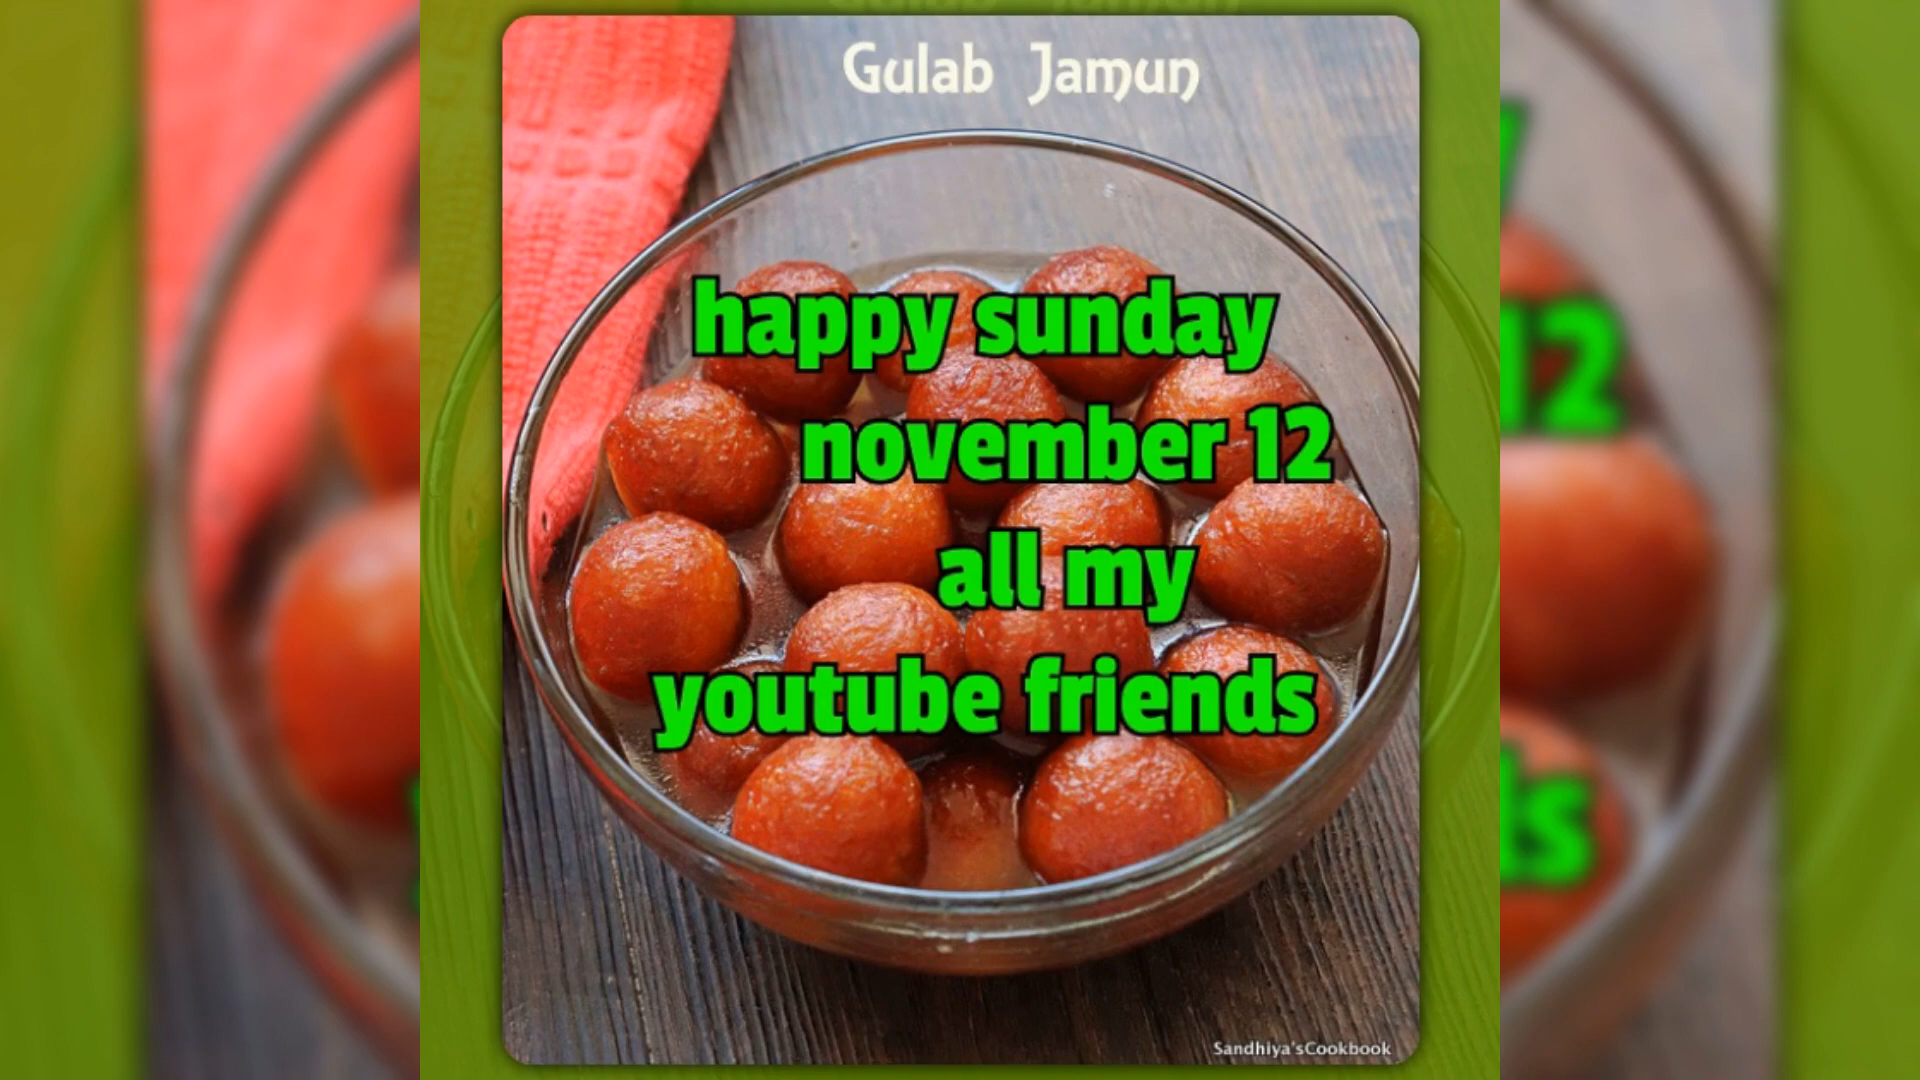 Gulab Jamun
happy sunday
november 12
all my
youtube friends
Sandhiya'sCookbook